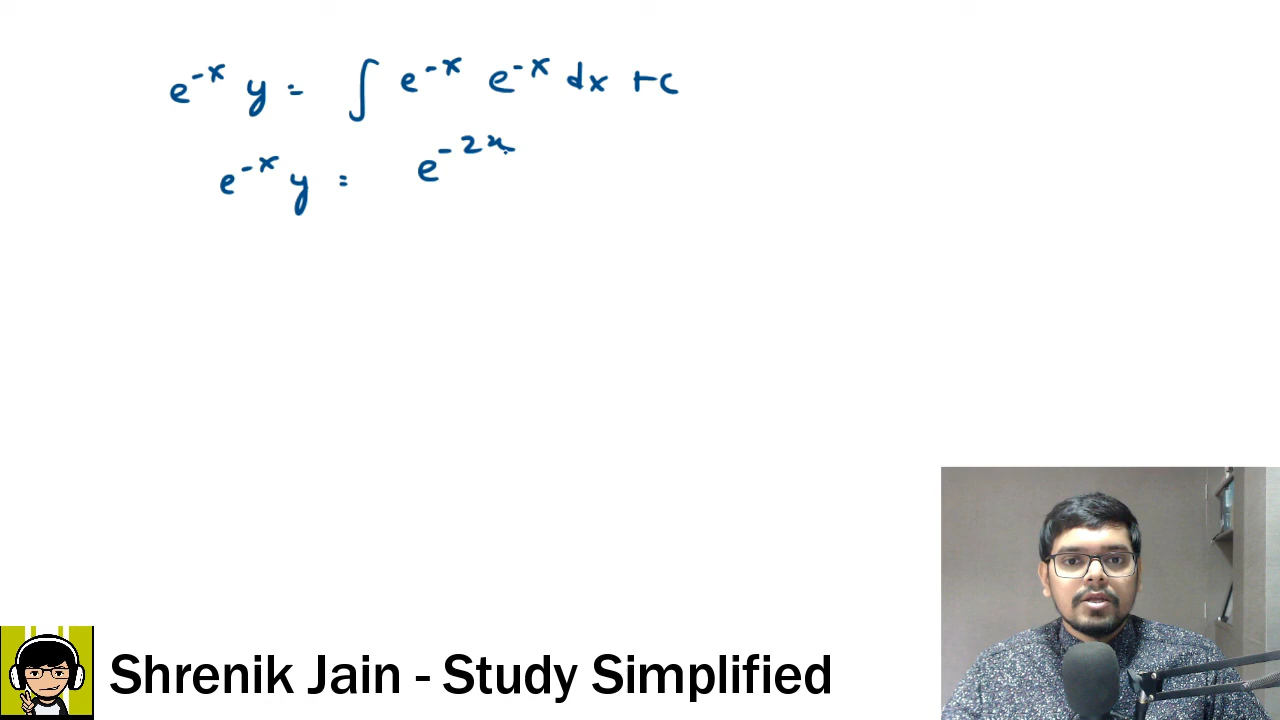 e^{-x} y = ∫ e^{-x} e^{-x} dx + c
e^{-x} y = e^{-2x}
Shrenik Jain - Study Simplified